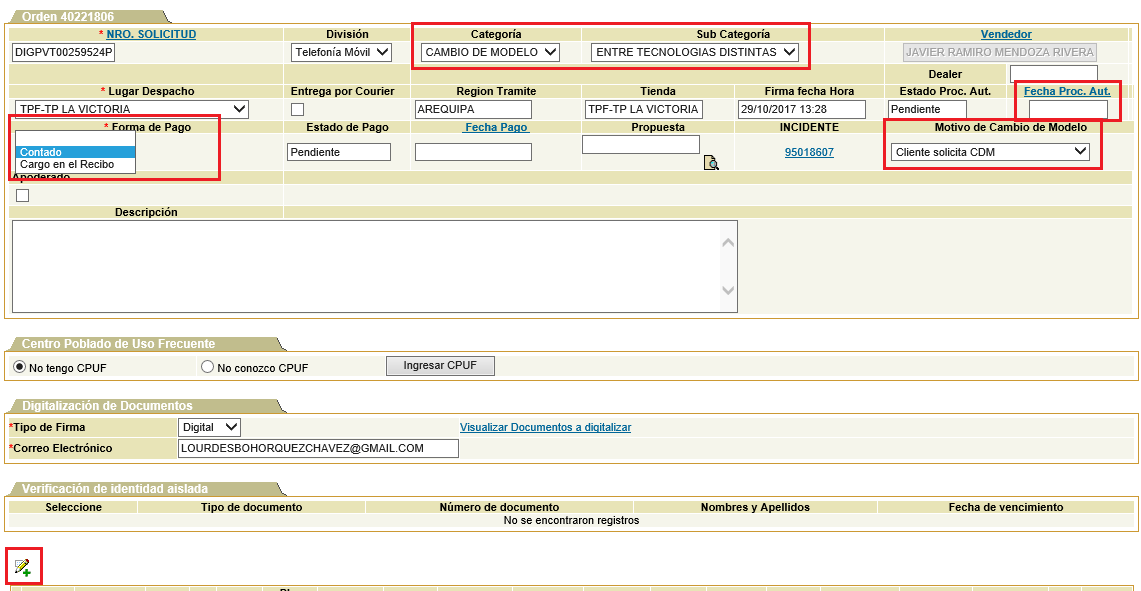 Orden 40221806
* NRO. SOLICITUD División Categoría Sub Categoría Vendedor
DIGPVT00259524P Telefonía Móvil CAMBIO DE MODELO ENTRE TECNOLOGIAS DISTINTAS JAVIER RAMIRO MENDOZA RIVERA
Dealer
* Lugar Despacho Entrega por Courier Region Tramite Tienda Firma fecha Hora Estado Proc. Aut. Fecha Proc. Aut.
TPF-TP LA VICTORIA AREQUIPA TPF-TP LA VICTORIA 29/10/2017 13:28 Pendiente
* Forma de Pago Estado de Pago Fecha Pago Propuesta INCIDENTE Motivo de Cambio de Modelo
Contado Pendiente 95018607 Cliente solicita CDM
Cargo en el Recibo
Apoderado
Descripción
Centro Poblado de Uso Frecuente
No tengo CPUF No conozco CPUF Ingresar CPUF
Digitalización de Documentos
*Tipo de Firma Digital Visualizar Documentos a digitalizar
*Correo Electrónico LOURDESBOHORQUEZCHAVEZ@GMAIL.COM
Verificación de identidad aislada
Seleccione Tipo de documento Número de documento Nombres y Apellidos Fecha de vencimiento
No se encontraron registros